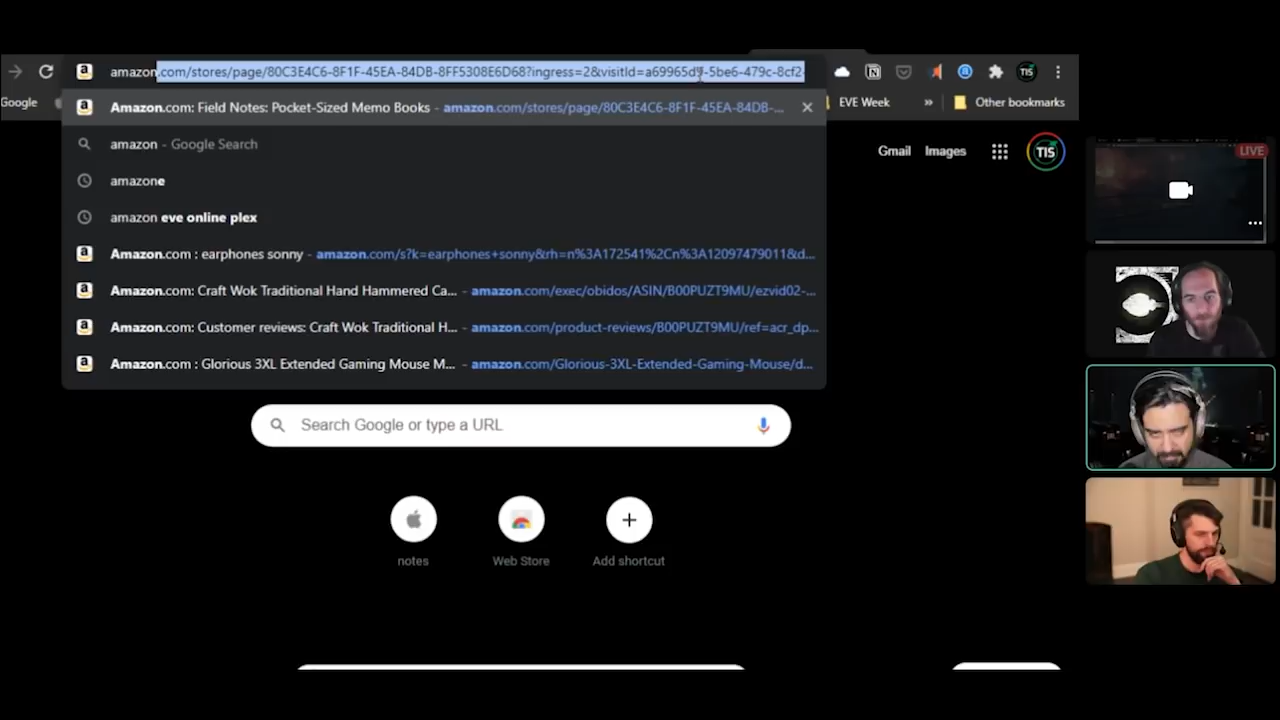 amazon.com/stores/page/80C3E4C6-8F1F-45EA-84DB-8FF5308E6D68?ingress=2&visitId=a69965d9-5be6-479c-8cf2-
TIS
Google
EVE Week
»
Other bookmarks
Amazon.com: Field Notes: Pocket-Sized Memo Books - amazon.com/stores/page/80C3E4C6-8F1F-45EA-84DB-...
amazon - Google Search
amazone
amazon eve online plex
Amazon.com : earphones sonny - amazon.com/s?k=earphones+sonny&rh=n%3A172541%2Cn%3A12097479011&d...
Amazon.com: Craft Wok Traditional Hand Hammered Ca... - amazon.com/exec/obidos/ASIN/B00PUZT9MU/ezvid02-...
Amazon.com: Customer reviews: Craft Wok Traditional H... - amazon.com/product-reviews/B00PUZT9MU/ref=acr_dp...
Amazon.com : Glorious 3XL Extended Gaming Mouse M... - amazon.com/Glorious-3XL-Extended-Gaming-Mouse/d...
Gmail Images
TIS
LIVE
Search Google or type a URL
notes
Web Store
Add shortcut